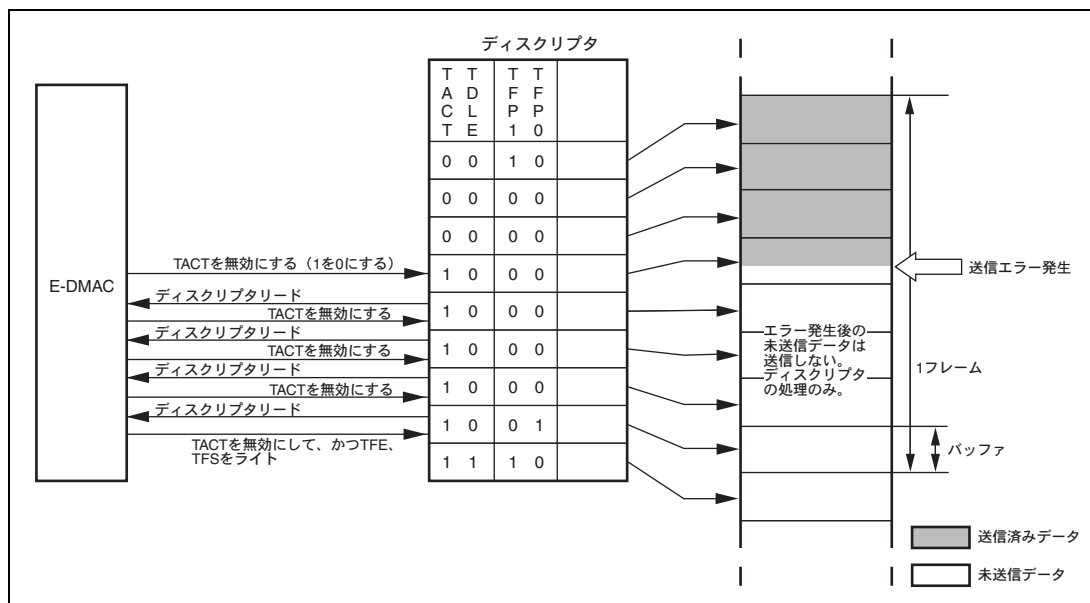 ディスクリプタ
TACT TDLE TFP1 TFP0
0 0 1 0
0 0 0 0
0 0 0 0
1 0 0 0
1 0 0 0
1 0 0 0
1 0 0 0
1 0 0 1
1 1 1 0
E-DMAC
TACTを無効にする（1を0にする）
ディスクリプタリード
TACTを無効にする
ディスクリプタリード
TACTを無効にする
ディスクリプタリード
TACTを無効にする
ディスクリプタリード
TACTを無効にして、かつTFE、
TFSをライト
送信エラー発生
エラー発生後の
未送信データは
送信しない。
ディスクリプタ
の処理のみ。
1フレーム
バッファ
送信済みデータ
未送信データ